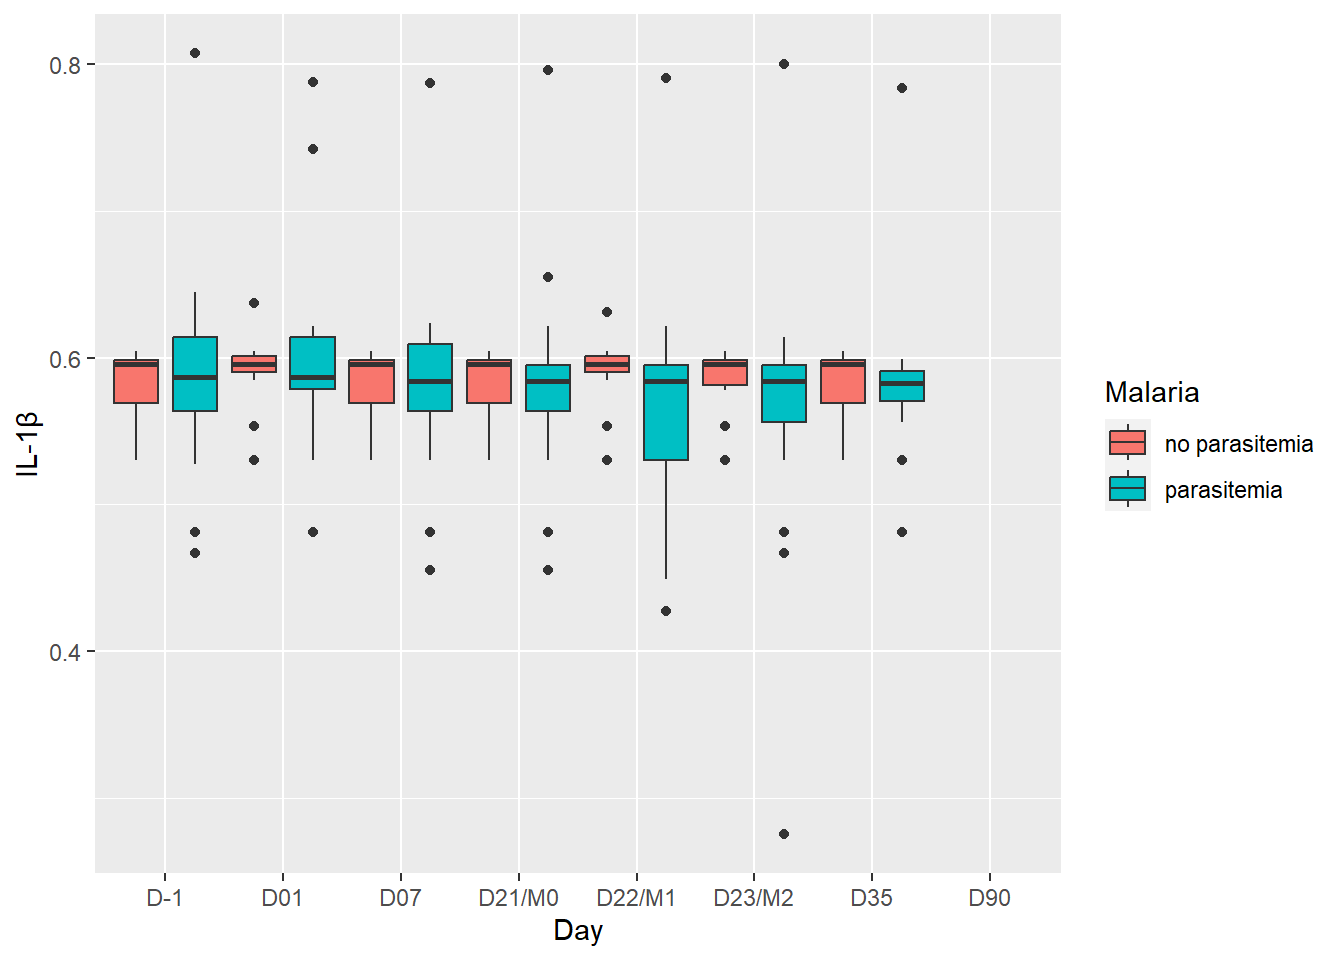 0.8
0.6
0.4
IL-1β
D-1 D01 D07 D21/M0 D22/M1 D23/M2 D35 D90
Day
Malaria
no parasitemia
parasitemia